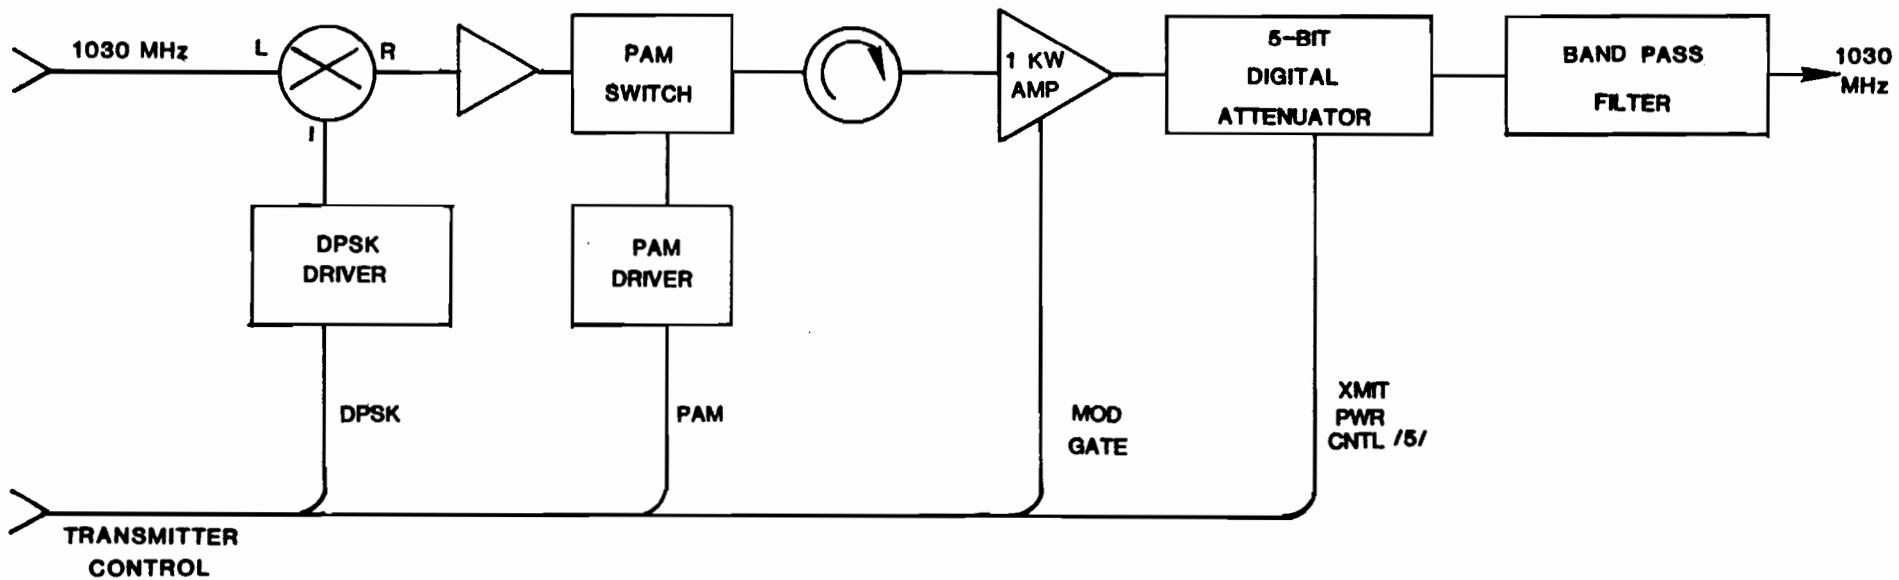 1030 MHz
L
R
I
PAM
SWITCH
1 KW
AMP
5-BIT
DIGITAL
ATTENUATOR
BAND PASS
FILTER
1030
MHz
DPSK
DRIVER
PAM
DRIVER
DPSK
PAM
MOD
GATE
XMIT
PWR
CNTL /5/
TRANSMITTER
CONTROL